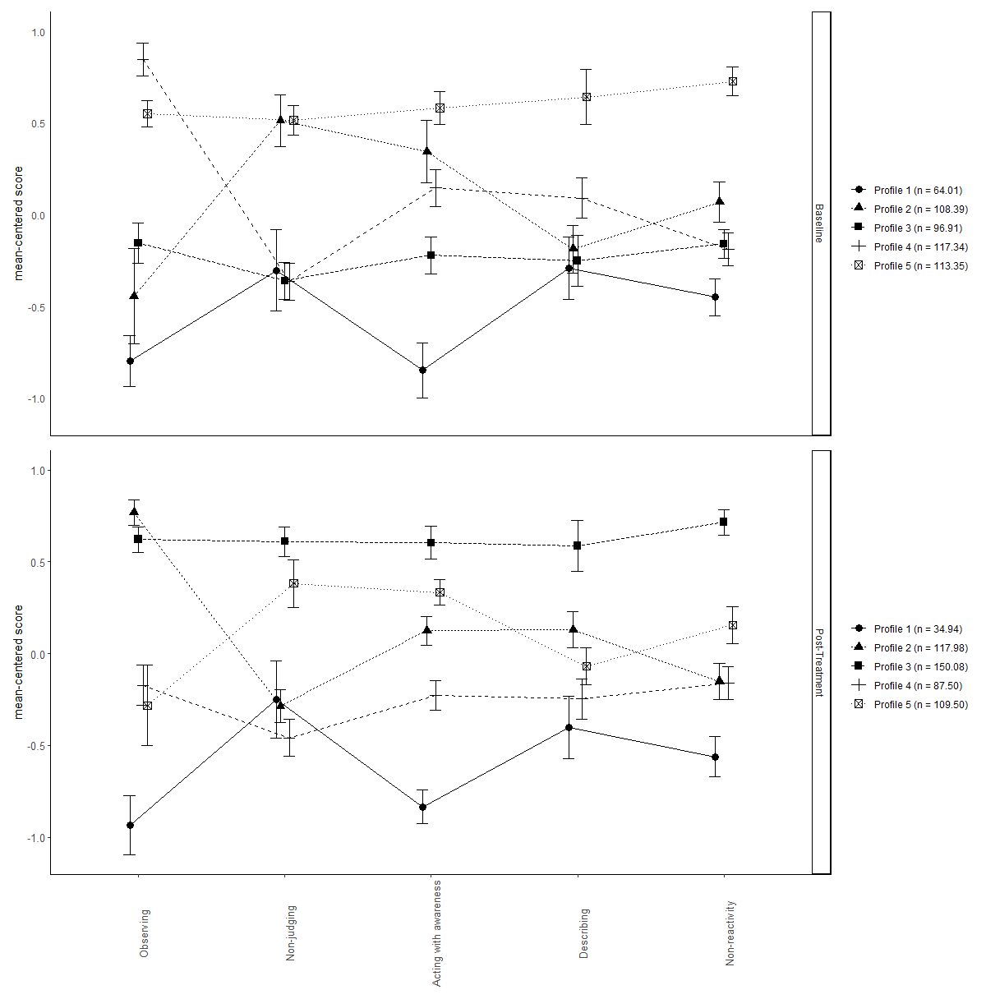 1.0
0.5
0.0
-0.5
-1.0
mean-centered score
Baseline
Profile 1 (n = 64.01)
Profile 2 (n = 108.39)
Profile 3 (n = 96.91)
Profile 4 (n = 117.34)
Profile 5 (n = 113.35)
1.0
0.5
0.0
-0.5
-1.0
mean-centered score
Post-Treatment
Profile 1 (n = 34.94)
Profile 2 (n = 117.98)
Profile 3 (n = 150.08)
Profile 4 (n = 87.50)
Profile 5 (n = 109.50)
Observing
Non-judging
Acting with awareness
Describing
Non-reactivity